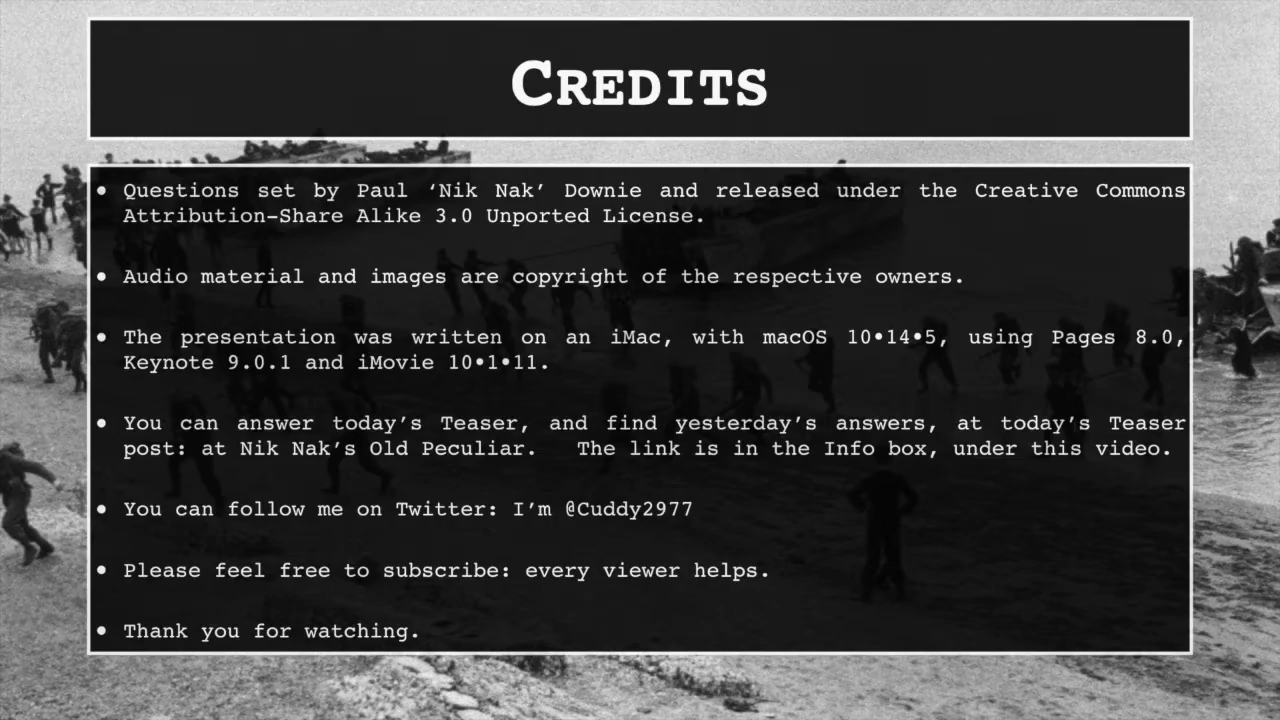 CREDITS
• Questions set by Paul ‘Nik Nak’ Downie and released under the Creative Commons
Attribution-Share Alike 3.0 Unported License.
• Audio material and images are copyright of the respective owners.
• The presentation was written on an iMac, with macOS 10•14•5, using Pages 8.0,
Keynote 9.0.1 and iMovie 10•1•11.
• You can answer today’s Teaser, and find yesterday’s answers, at today’s Teaser
post: at Nik Nak’s Old Peculiar. The link is in the Info box, under this video.
• You can follow me on Twitter: I’m @Cuddy2977
• Please feel free to subscribe: every viewer helps.
• Thank you for watching.